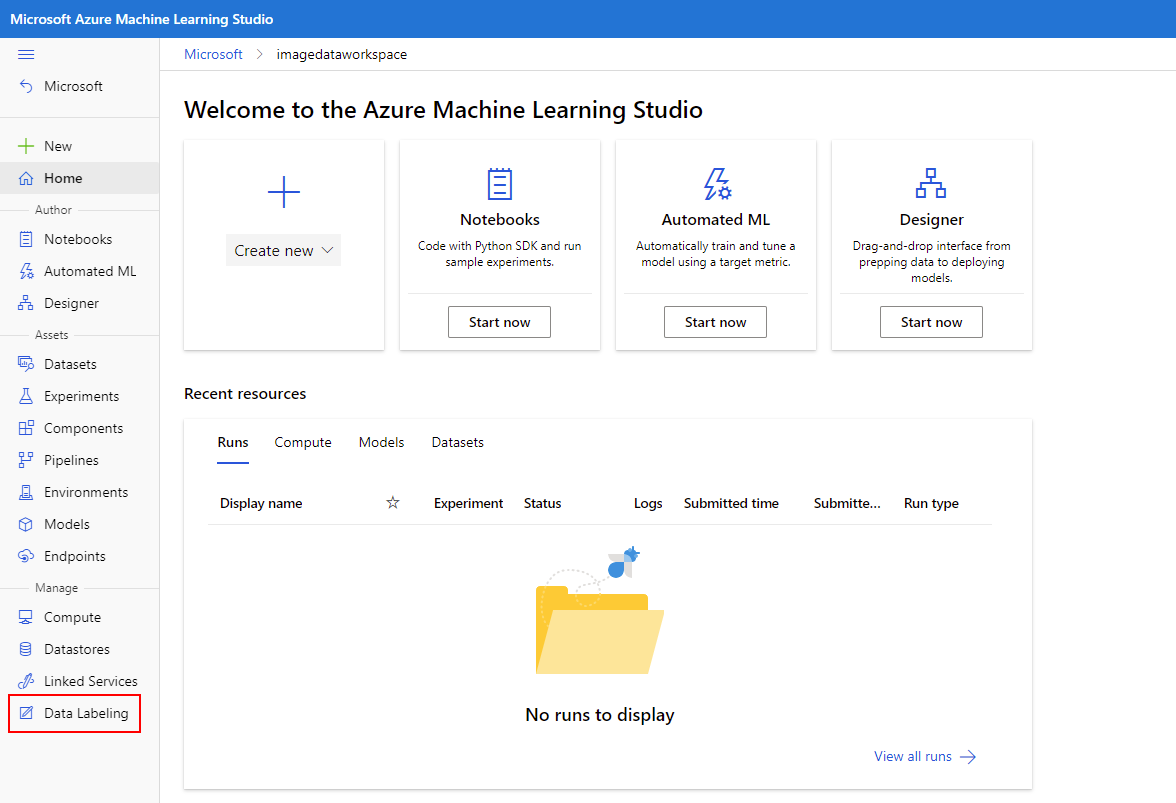 Microsoft Azure Machine Learning Studio
Microsoft
New
Home
Author
Notebooks
Automated ML
Designer
Assets
Datasets
Experiments
Components
Pipelines
Environments
Models
Endpoints
Manage
Compute
Datastores
Linked Services
Data Labeling
Microsoft > imagedataworkspace
Welcome to the Azure Machine Learning Studio
Create new
Notebooks
Code with Python SDK and run
sample experiments.
Start now
Automated ML
Automatically train and tune a
model using a target metric.
Start now
Designer
Drag-and-drop interface from
prepping data to deploying
models.
Start now
Recent resources
Runs Compute Models Datasets
Display name Experiment Status Logs Submitted time Submitte... Run type
No runs to display
View all runs